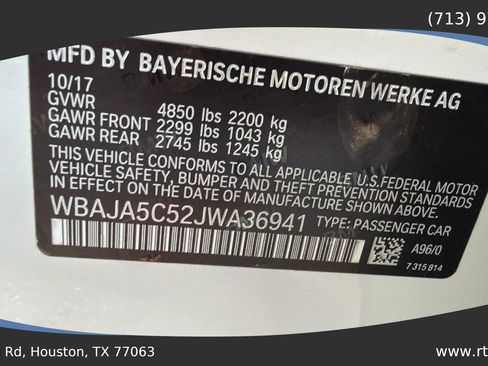 (713) 9
MFD BY BAYERISCHE MOTOREN WERKE AG
10/17
GVWR 4850 lbs 2200 kg
GAWR FRONT 2299 lbs 1043 kg
GAWR REAR 2745 lbs 1245 kg
THIS VEHICLE CONFORMS TO ALL APPLICABLE U.S.FEDERAL MOTOR
VEHICLE SAFETY, BUMPER AND THEFT PREVENTION STANDARDS
IN EFFECT ON THE DATE OF MANUFACTURE SHOWN ABOVE.
WBAJA5C52JWA36941 TYPE: PASSENGER CAR
A96/0
7 315 814
Rd, Houston, TX 77063
www.rt